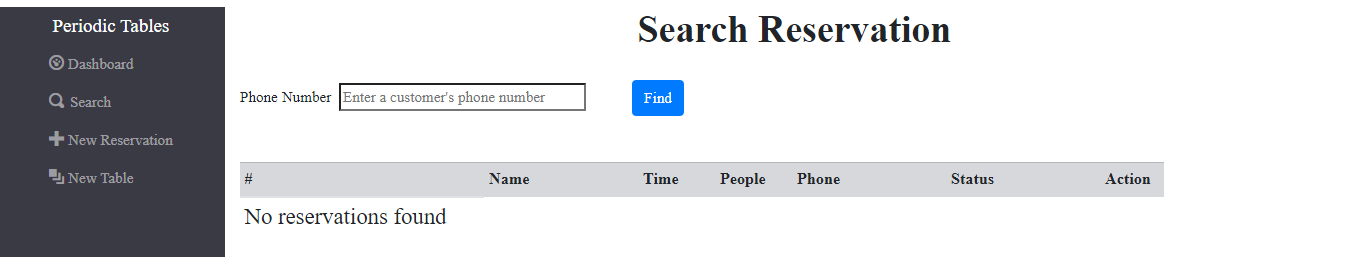 Periodic Tables
Dashboard
Search
New Reservation
New Table
Search Reservation
Phone Number Enter a customer's phone number Find
# Name Time People Phone Status Action
No reservations found